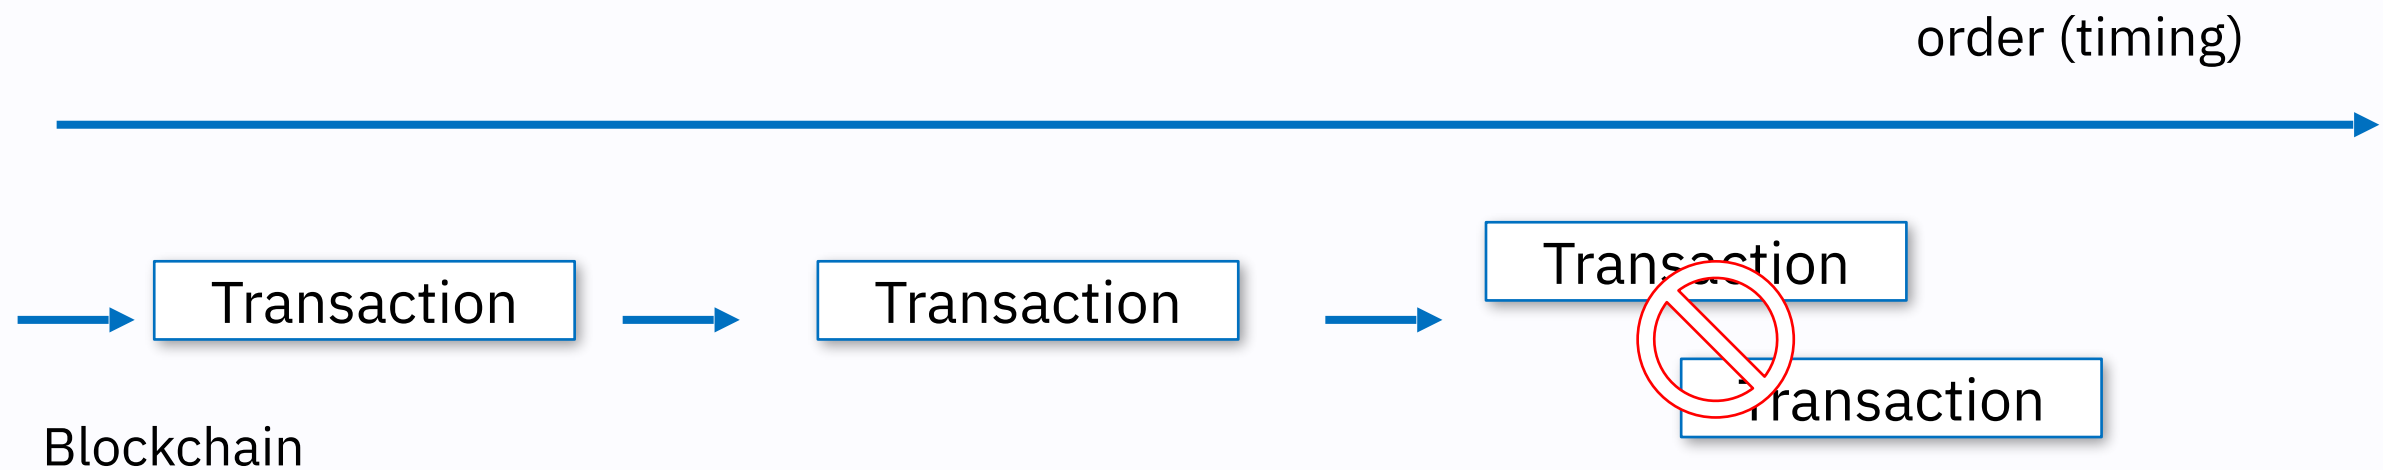 order (timing)
Transaction
Transaction
Transaction
Transaction
Blockchain